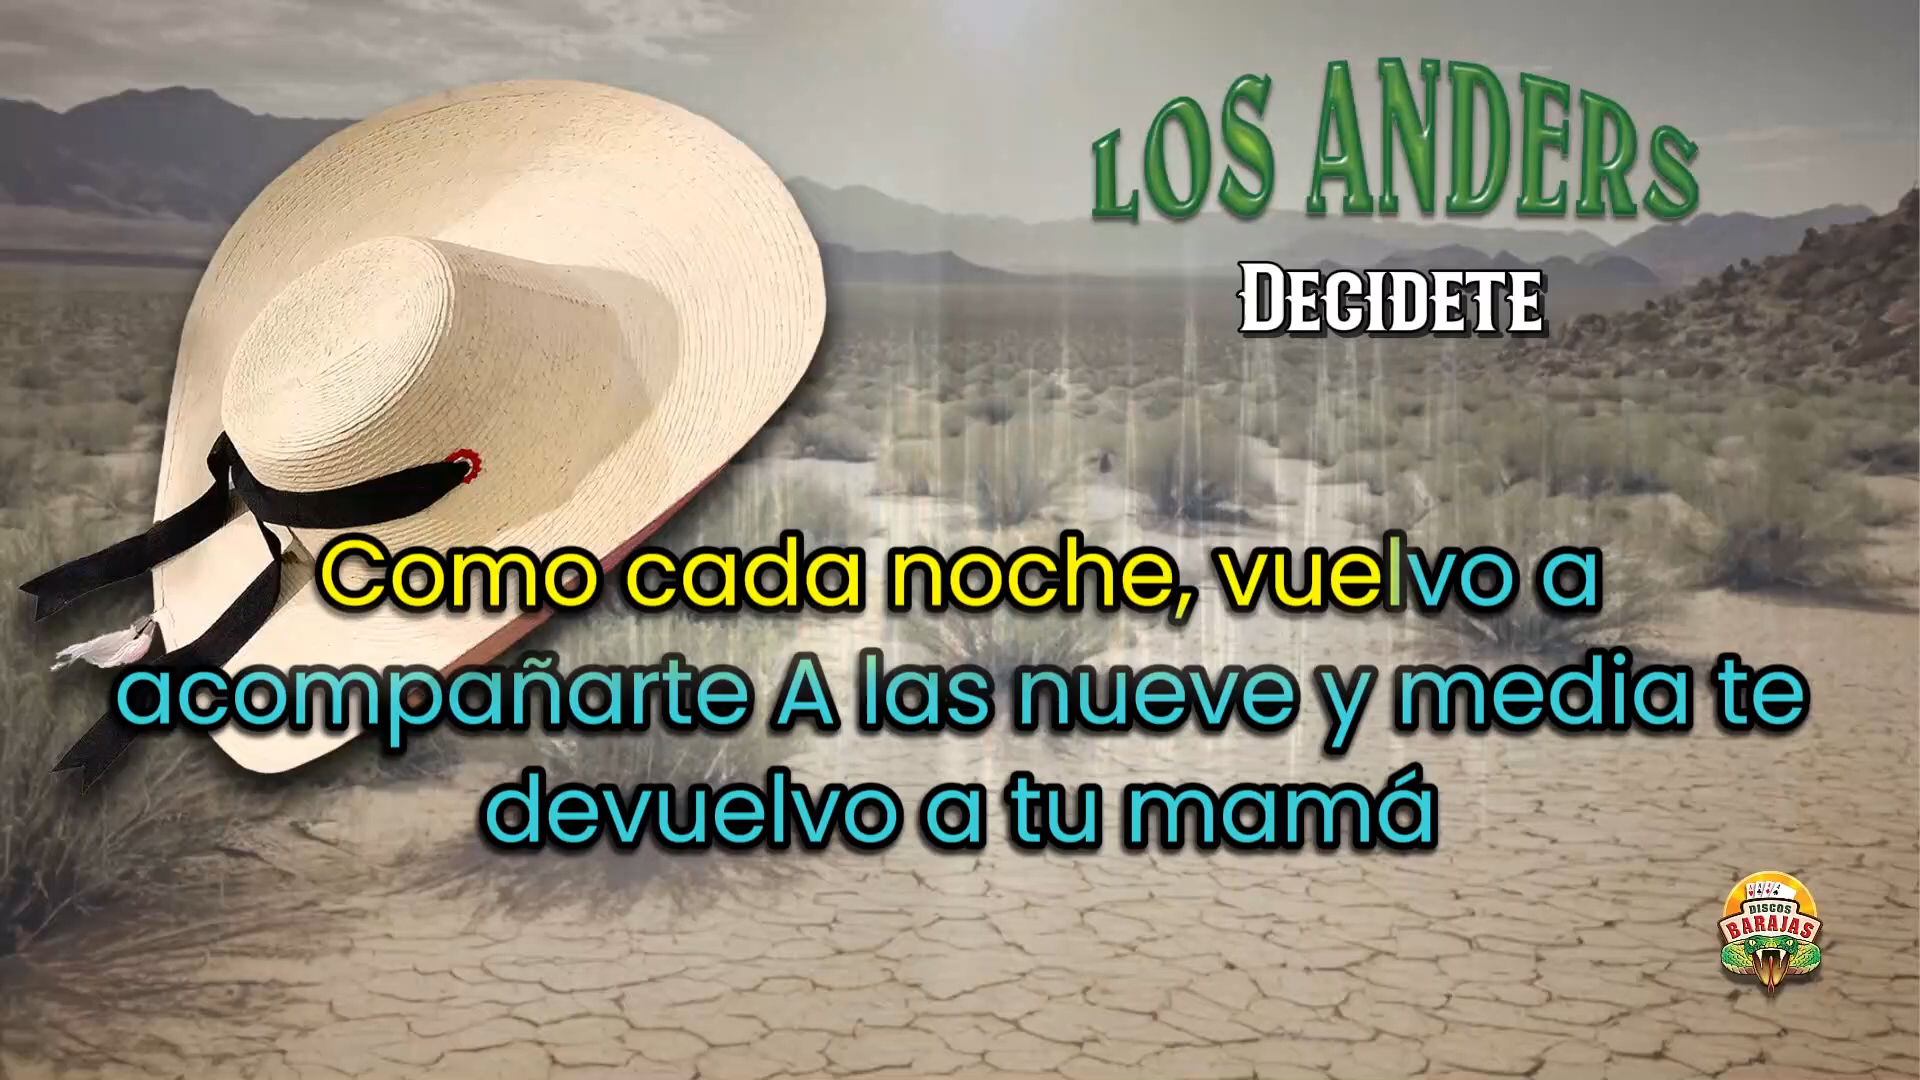 LOS ANDERS
DECIDETE
Como cada noche, vuelvo a
acompañarte A las nueve y media te
devuelvo a tu mamá
DISCOS
BARAJAS